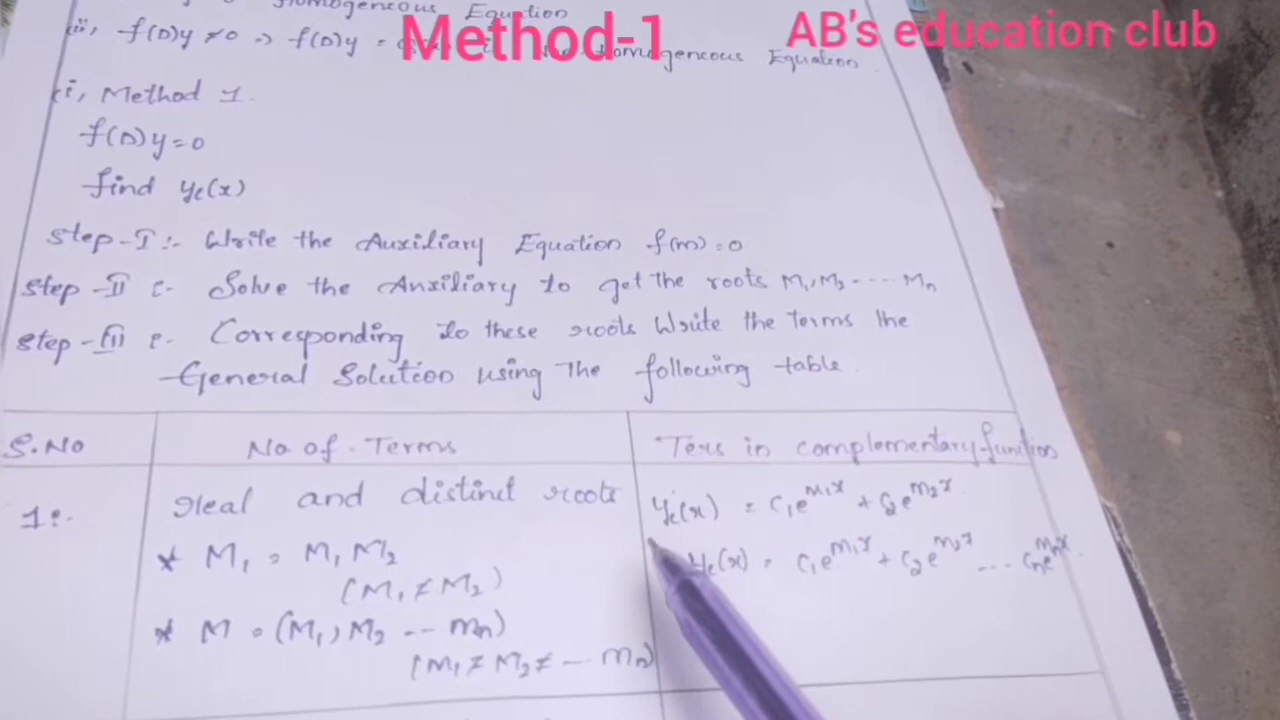 Homogeneous Equation
Method-1
AB's education club
ii, f(D)y ≠0 => f(D)y = Homogeneous Equation
(i, Method 1.
f(D)y=0
find yc(x)
Step-I:- Write the Auxiliary Equation f(m)=0
Step-II :- Solve the Anxiliary to get the roots M1, M2 ----- Mn
Step-III :- Corresponding to these roots Write the terms the
General Solution using The following table.
S.No No of. Terms Ters in complementary function
1:- and distinct roots yc(x) = c1e^m1x + c2e^m2x
* M1 = M1 M2 yc(x) = c1e^m1x + c2e^m2x ... cne^mnx.
(M1 ≠ M2)
* M = (M1) M2 --- mn)
(M1 ≠ M2 ≠ --- mn)